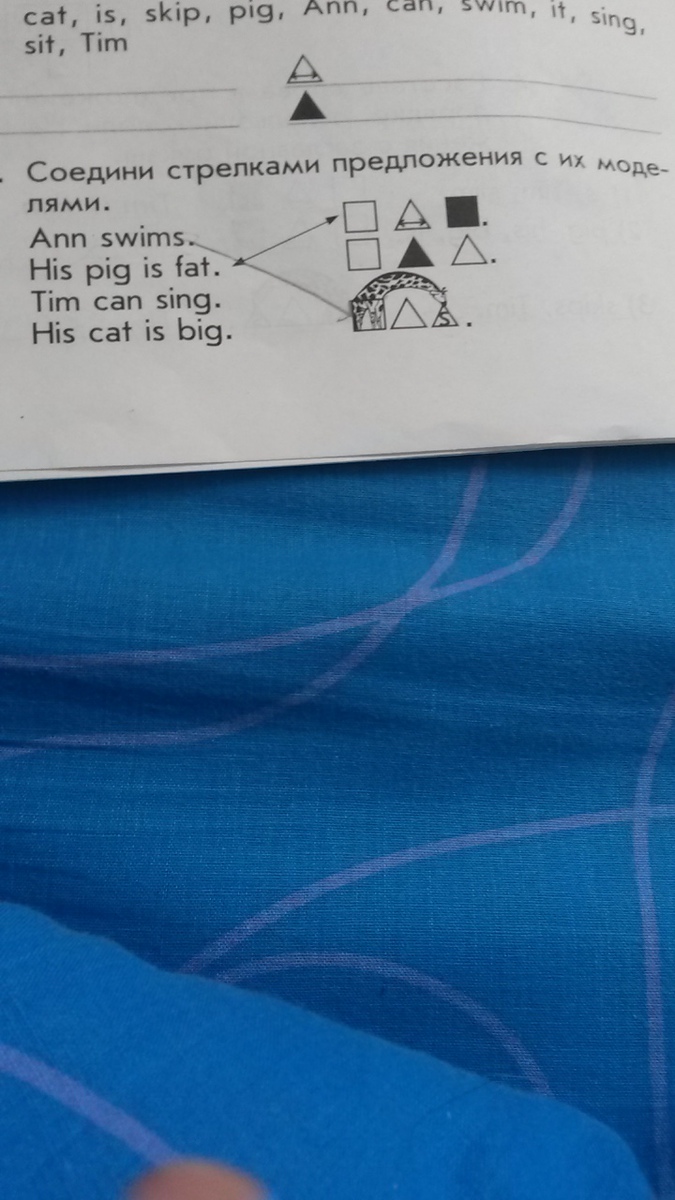 cat, is, skip, pig, Ann, can, swim, it, sing,
sit, Tim
Соедини стрелками предложения с их моде-
лями.
Ann swims.
His pig is fat.
Tim can sing.
His cat is big.